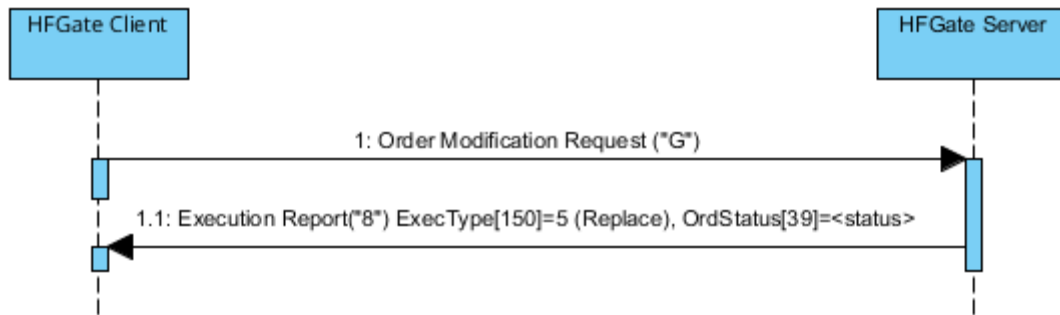 HFGate Client
HFGate Server
1: Order Modification Request ("G")
1.1: Execution Report("8") ExecType[150]=5 (Replace), OrdStatus[39]=<status>